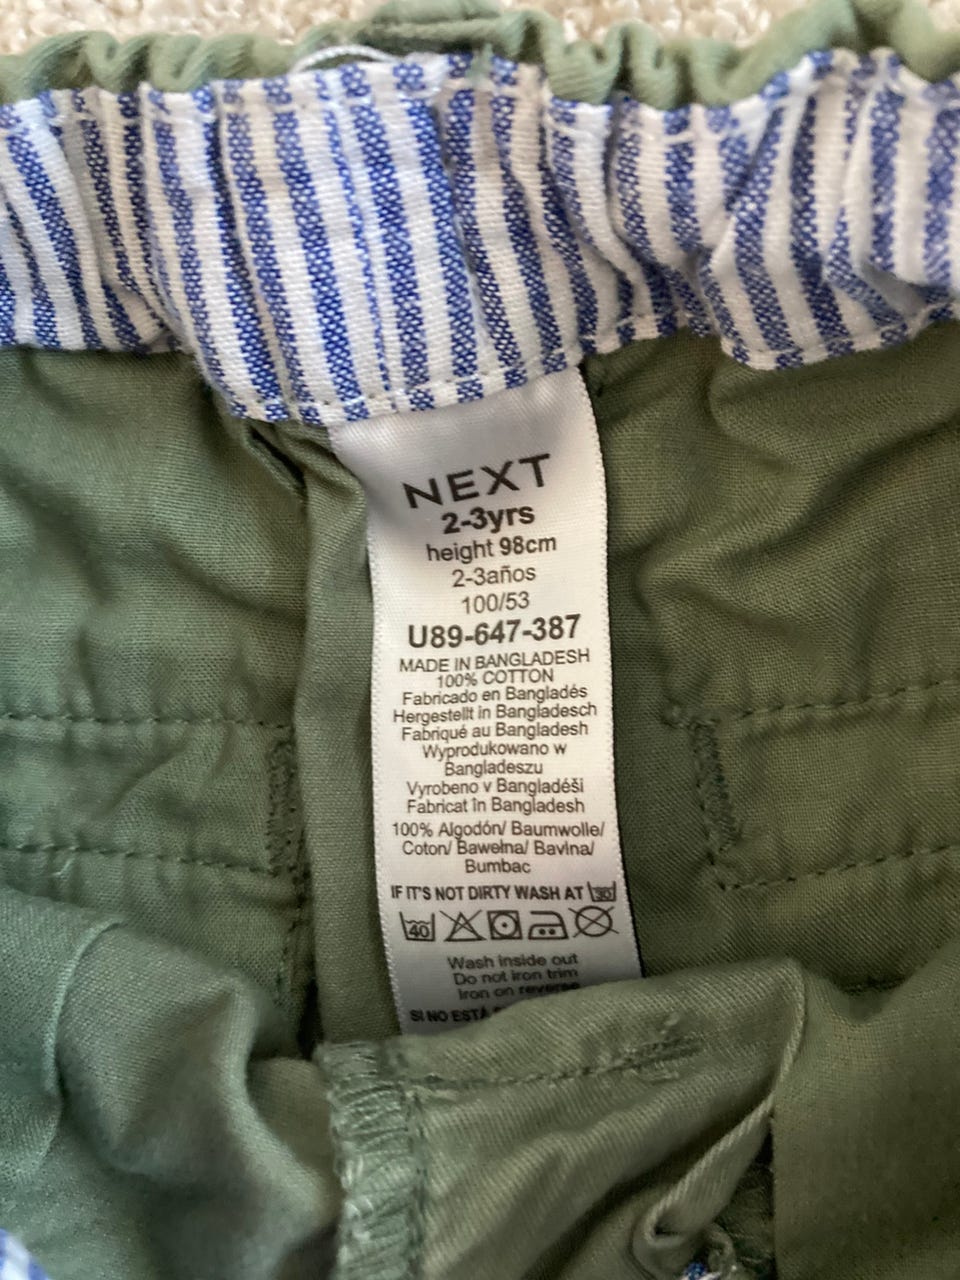 NEXT
2-3yrs
height 98cm
2-3años
100/53
U89-647-387
MADE IN BANGLADESH
100% COTTON
Fabricado en Bangladés
Hergestellt in Bangladesch
Fabriqué au Bangladesh
Wyprodukowano w
Bangladeszu
Vyrobeno v Bangladéši
Fabricat în Bangladesh
100% Algodón/ Baumwolle/
Coton/ Bawełna/ Bavlna/
Bumbac
IF IT'S NOT DIRTY WASH AT 30
40
Wash inside out
Do not iron trim
Iron on reverse
SI NO ESTÁ